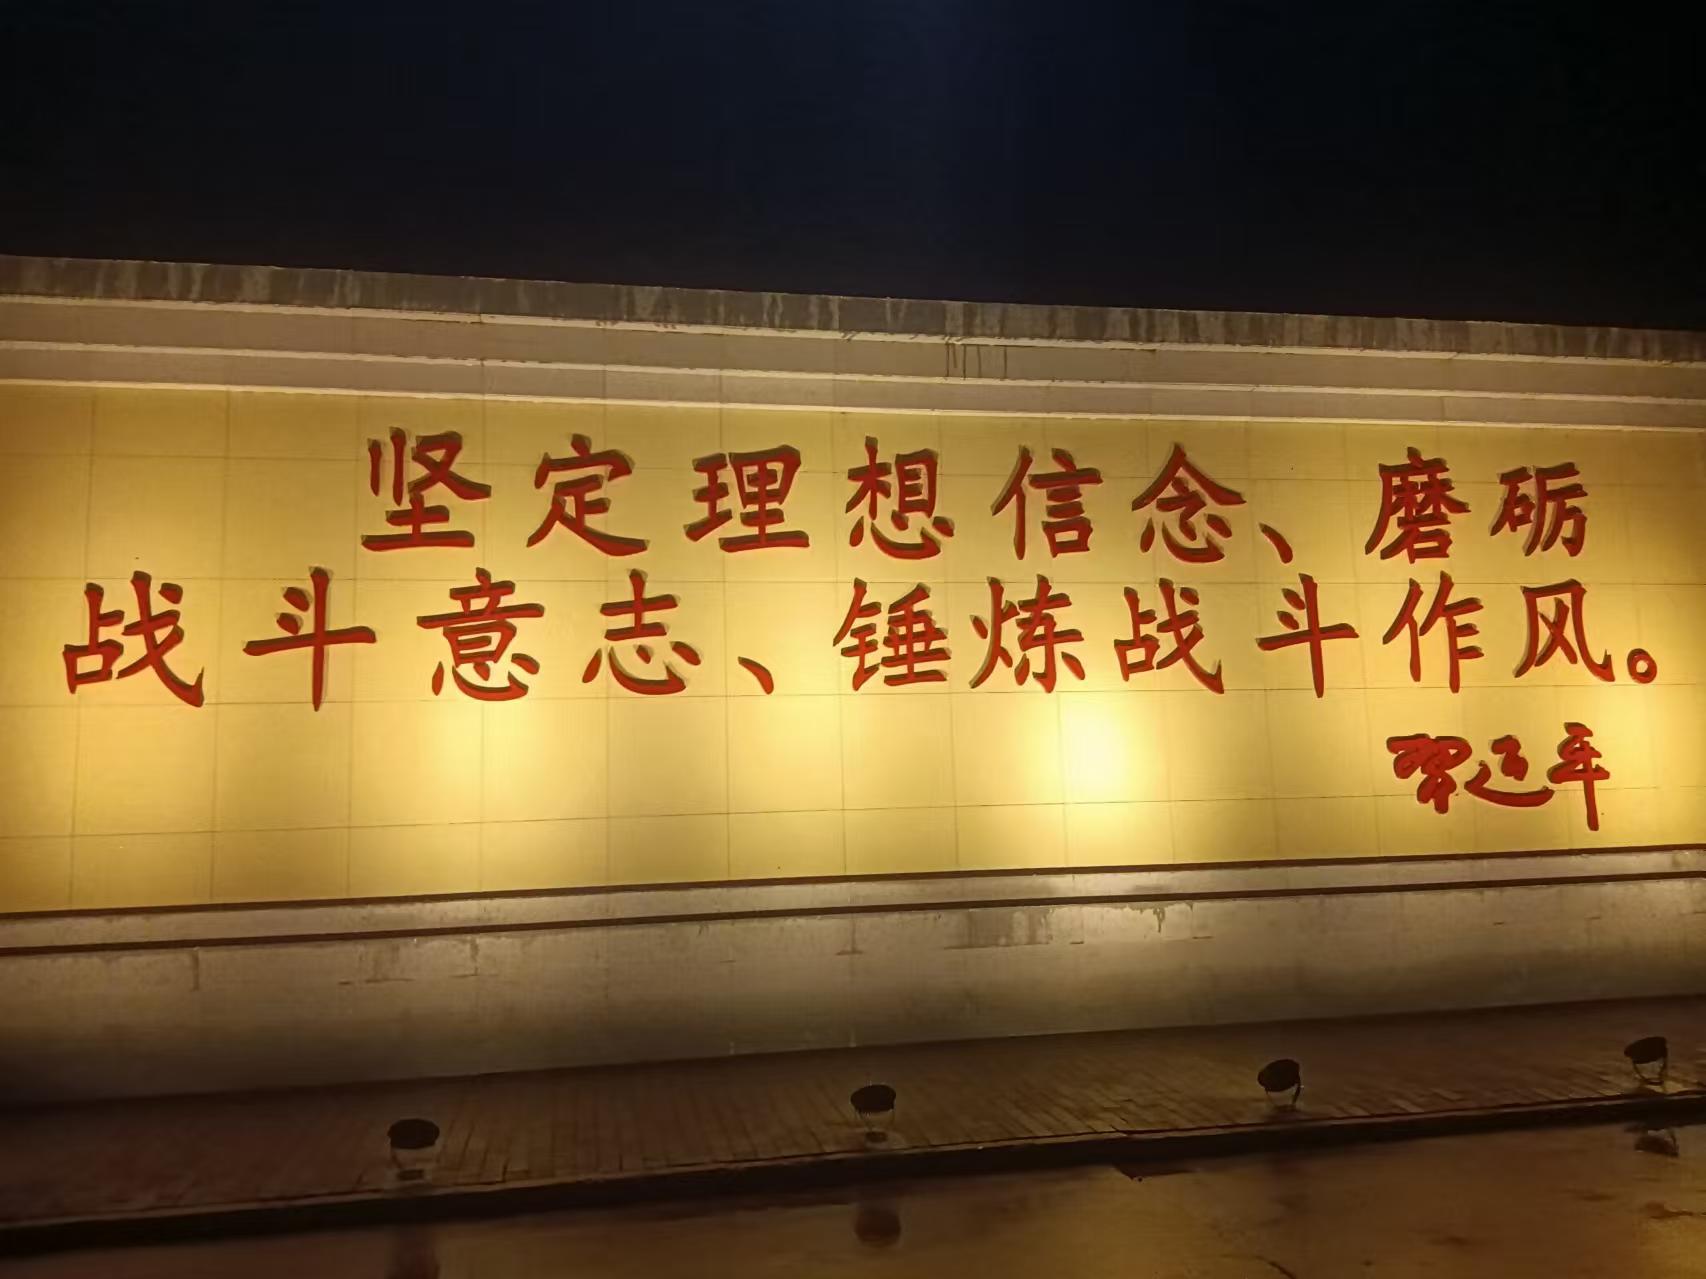 坚定理想信念、磨砺
战斗意志、锤炼战斗作风。
习近平